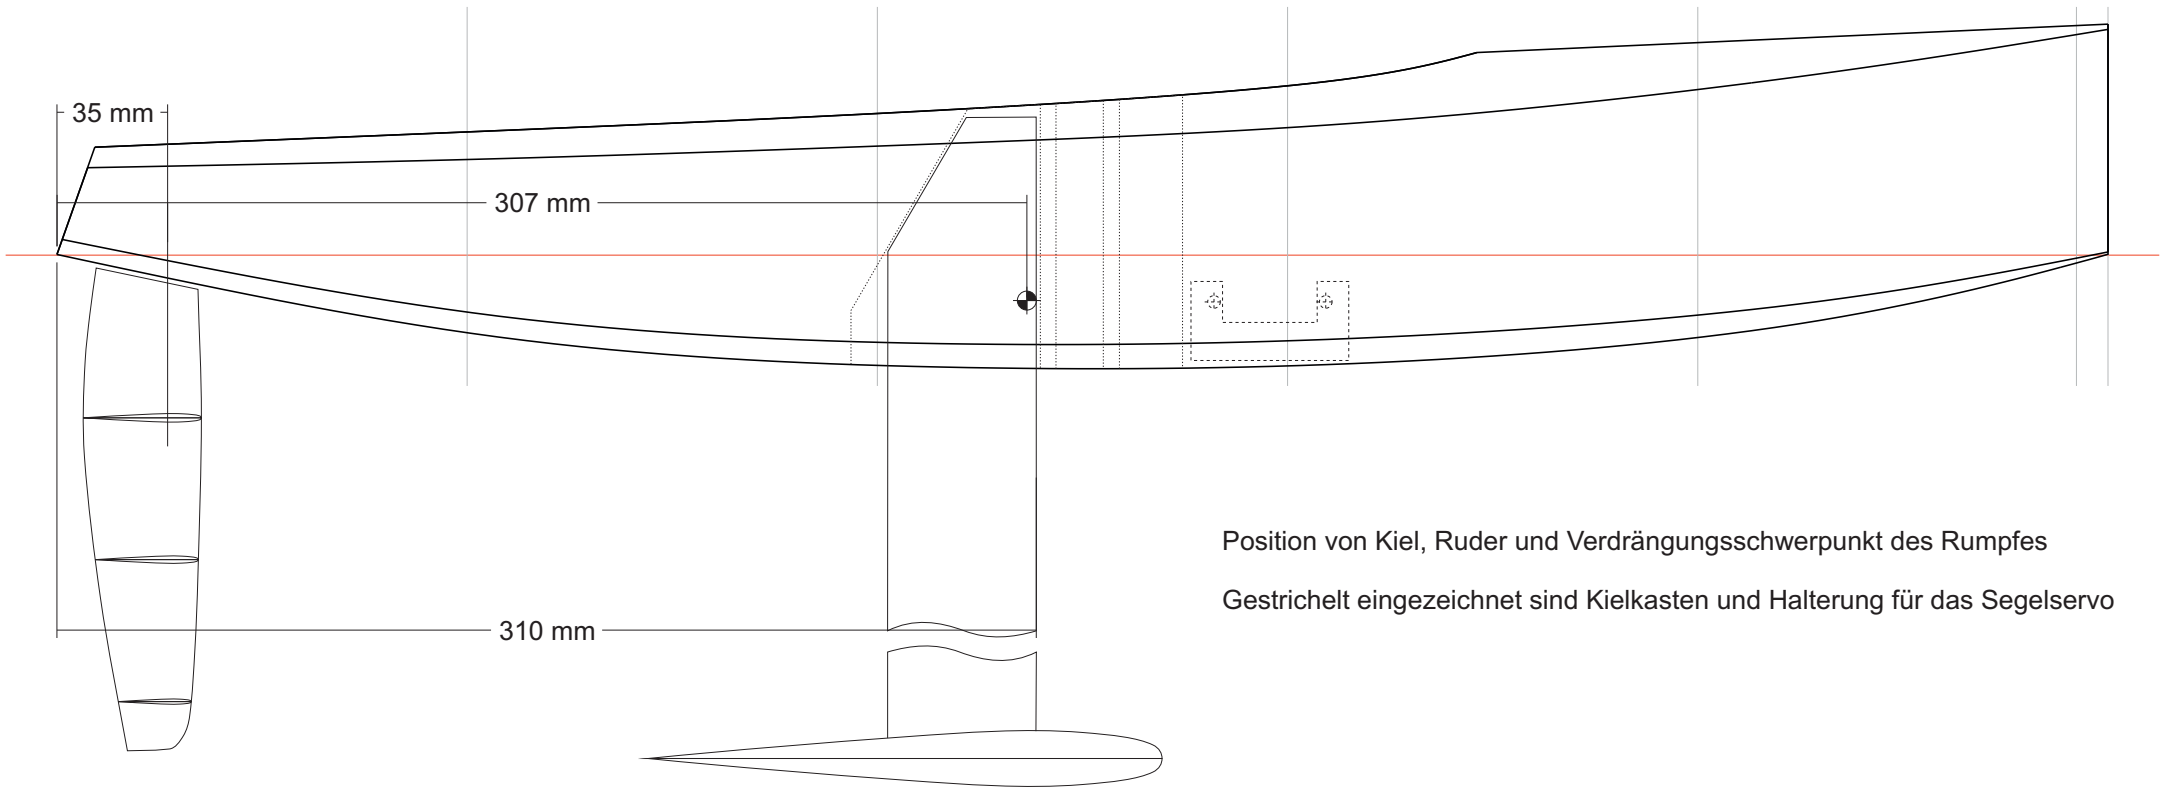 35 mm
307 mm
Position von Kiel, Ruder und Verdrängungsschwerpunkt des Rumpfes
Gestrichelt eingezeichnet sind Kielkasten und Halterung für das Segelservo
310 mm